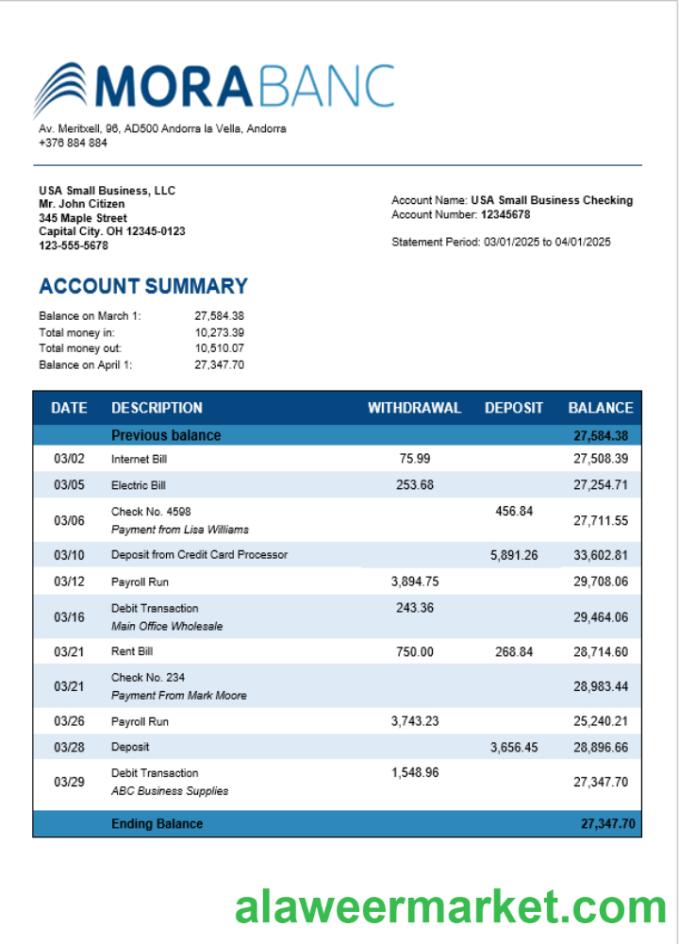 MORABANC
Av. Meritxell, 96, AD500 Andorra la Vella, Andorra
+376 884 884
USA Small Business, LLC
Mr. John Citizen
345 Maple Street
Capital City. OH 12345-0123
123-555-5678
Account Name: USA Small Business Checking
Account Number: 12345678
Statement Period: 03/01/2025 to 04/01/2025
ACCOUNT SUMMARY
Balance on March 1: 27,584.38
Total money in: 10,273.39
Total money out: 10,510.07
Balance on April 1: 27,347.70
DATE DESCRIPTION WITHDRAWAL DEPOSIT BALANCE
Previous balance 27,584.38
03/02 Internet Bill 75.99 27,508.39
03/05 Electric Bill 253.68 27,254.71
03/06 Check No. 4598 456.84 27,711.55
Payment from Lisa Williams
03/10 Deposit from Credit Card Processor 5,891.26 33,602.81
03/12 Payroll Run 3,894.75 29,708.06
03/16 Debit Transaction 243.36 29,464.06
Main Office Wholesale
03/21 Rent Bill 750.00 268.84 28,714.60
03/21 Check No. 234 28,983.44
Payment From Mark Moore
03/26 Payroll Run 3,743.23 25,240.21
03/28 Deposit 3,656.45 28,896.66
03/29 Debit Transaction 1,548.96 27,347.70
ABC Business Supplies
Ending Balance 27,347.70
alaweermarket.com